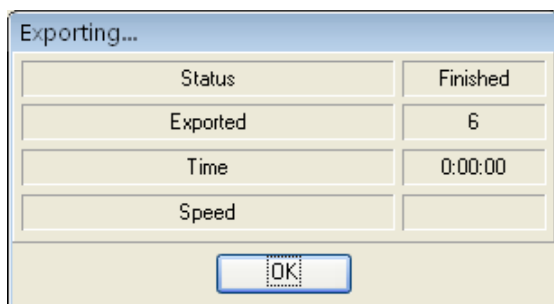 Exporting...
Status Finished
Exported 6
Time 0:00:00
Speed
OK